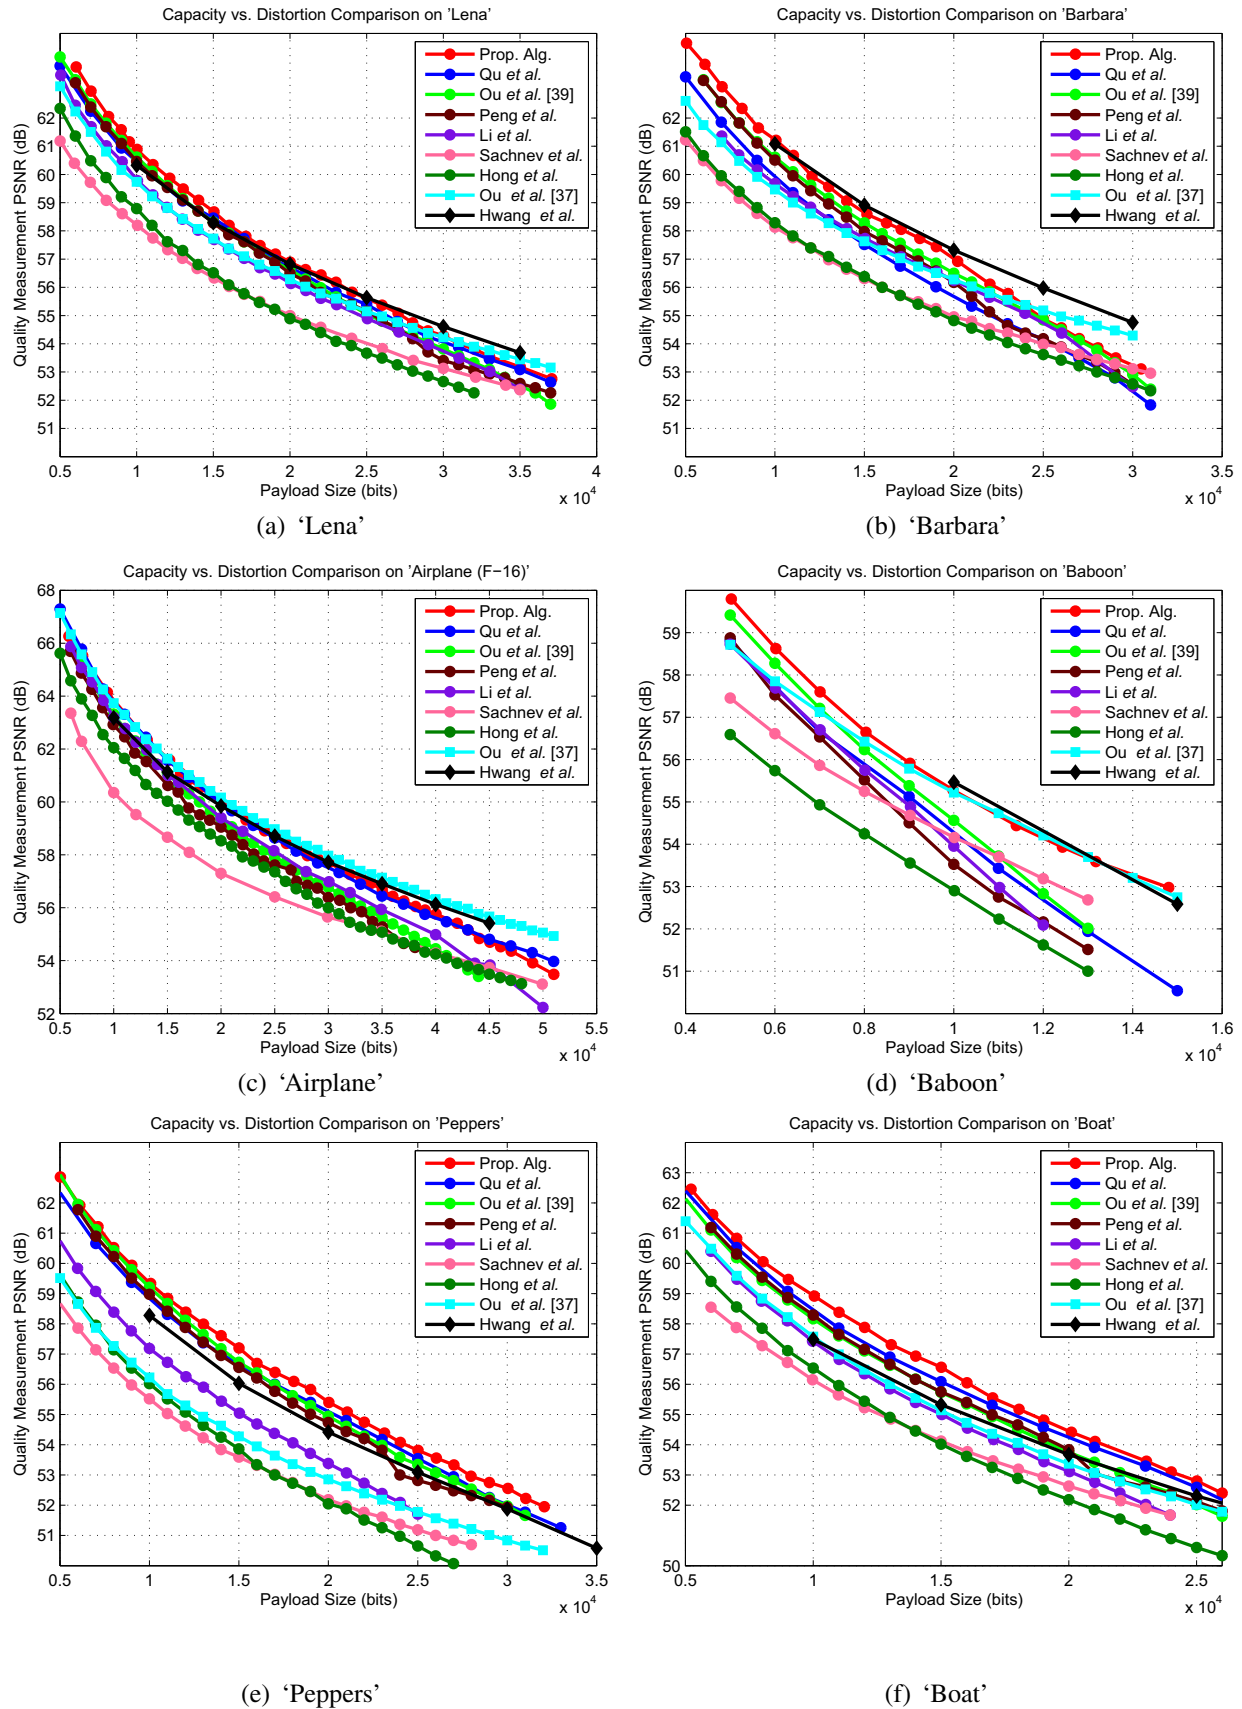 Capacity vs. Distortion Comparison on 'Lena'
Quality Measurement PSNR (dB)
62
61
60
59
58
57
56
55
54
53
52
51
Prop. Alg.
Qu et al.
Ou et al. [39]
Peng et al.
Li et al.
Sachnev et al.
Hong et al.
Ou et al. [37]
Hwang et al.
0.5 1 1.5 2 2.5 3 3.5 4
Payload Size (bits)
x 10^4
(a) 'Lena'
Capacity vs. Distortion Comparison on 'Barbara'
Quality Measurement PSNR (dB)
62
61
60
59
58
57
56
55
54
53
52
51
Prop. Alg.
Qu et al.
Ou et al. [39]
Peng et al.
Li et al.
Sachnev et al.
Hong et al.
Ou et al. [37]
Hwang et al.
0.5 1 1.5 2 2.5 3 3.5
Payload Size (bits)
x 10^4
(b) 'Barbara'
Capacity vs. Distortion Comparison on 'Airplane (F−16)'
Quality Measurement PSNR (dB)
68
66
64
62
60
58
56
54
52
Prop. Alg.
Qu et al.
Ou et al. [39]
Peng et al.
Li et al.
Sachnev et al.
Hong et al.
Ou et al. [37]
Hwang et al.
0.5 1 1.5 2 2.5 3 3.5 4 4.5 5 5.5
Payload Size (bits)
x 10^4
(c) 'Airplane'
Capacity vs. Distortion Comparison on 'Baboon'
Quality Measurement PSNR (dB)
59
58
57
56
55
54
53
52
51
Prop. Alg.
Qu et al.
Ou et al. [39]
Peng et al.
Li et al.
Sachnev et al.
Hong et al.
Ou et al. [37]
Hwang et al.
0.4 0.6 0.8 1 1.2 1.4 1.6
Payload Size (bits)
x 10^4
(d) 'Baboon'
Capacity vs. Distortion Comparison on 'Peppers'
Quality Measurement PSNR (dB)
62
61
60
59
58
57
56
55
54
53
52
51
Prop. Alg.
Qu et al.
Ou et al. [39]
Peng et al.
Li et al.
Sachnev et al.
Hong et al.
Ou et al. [37]
Hwang et al.
0.5 1 1.5 2 2.5 3 3.5
Payload Size (bits)
x 10^4
(e) 'Peppers'
Capacity vs. Distortion Comparison on 'Boat'
Quality Measurement PSNR (dB)
63
62
61
60
59
58
57
56
55
54
53
52
51
50
Prop. Alg.
Qu et al.
Ou et al. [39]
Peng et al.
Li et al.
Sachnev et al.
Hong et al.
Ou et al. [37]
Hwang et al.
0.5 1 1.5 2 2.5
Payload Size (bits)
x 10^4
(f) 'Boat'